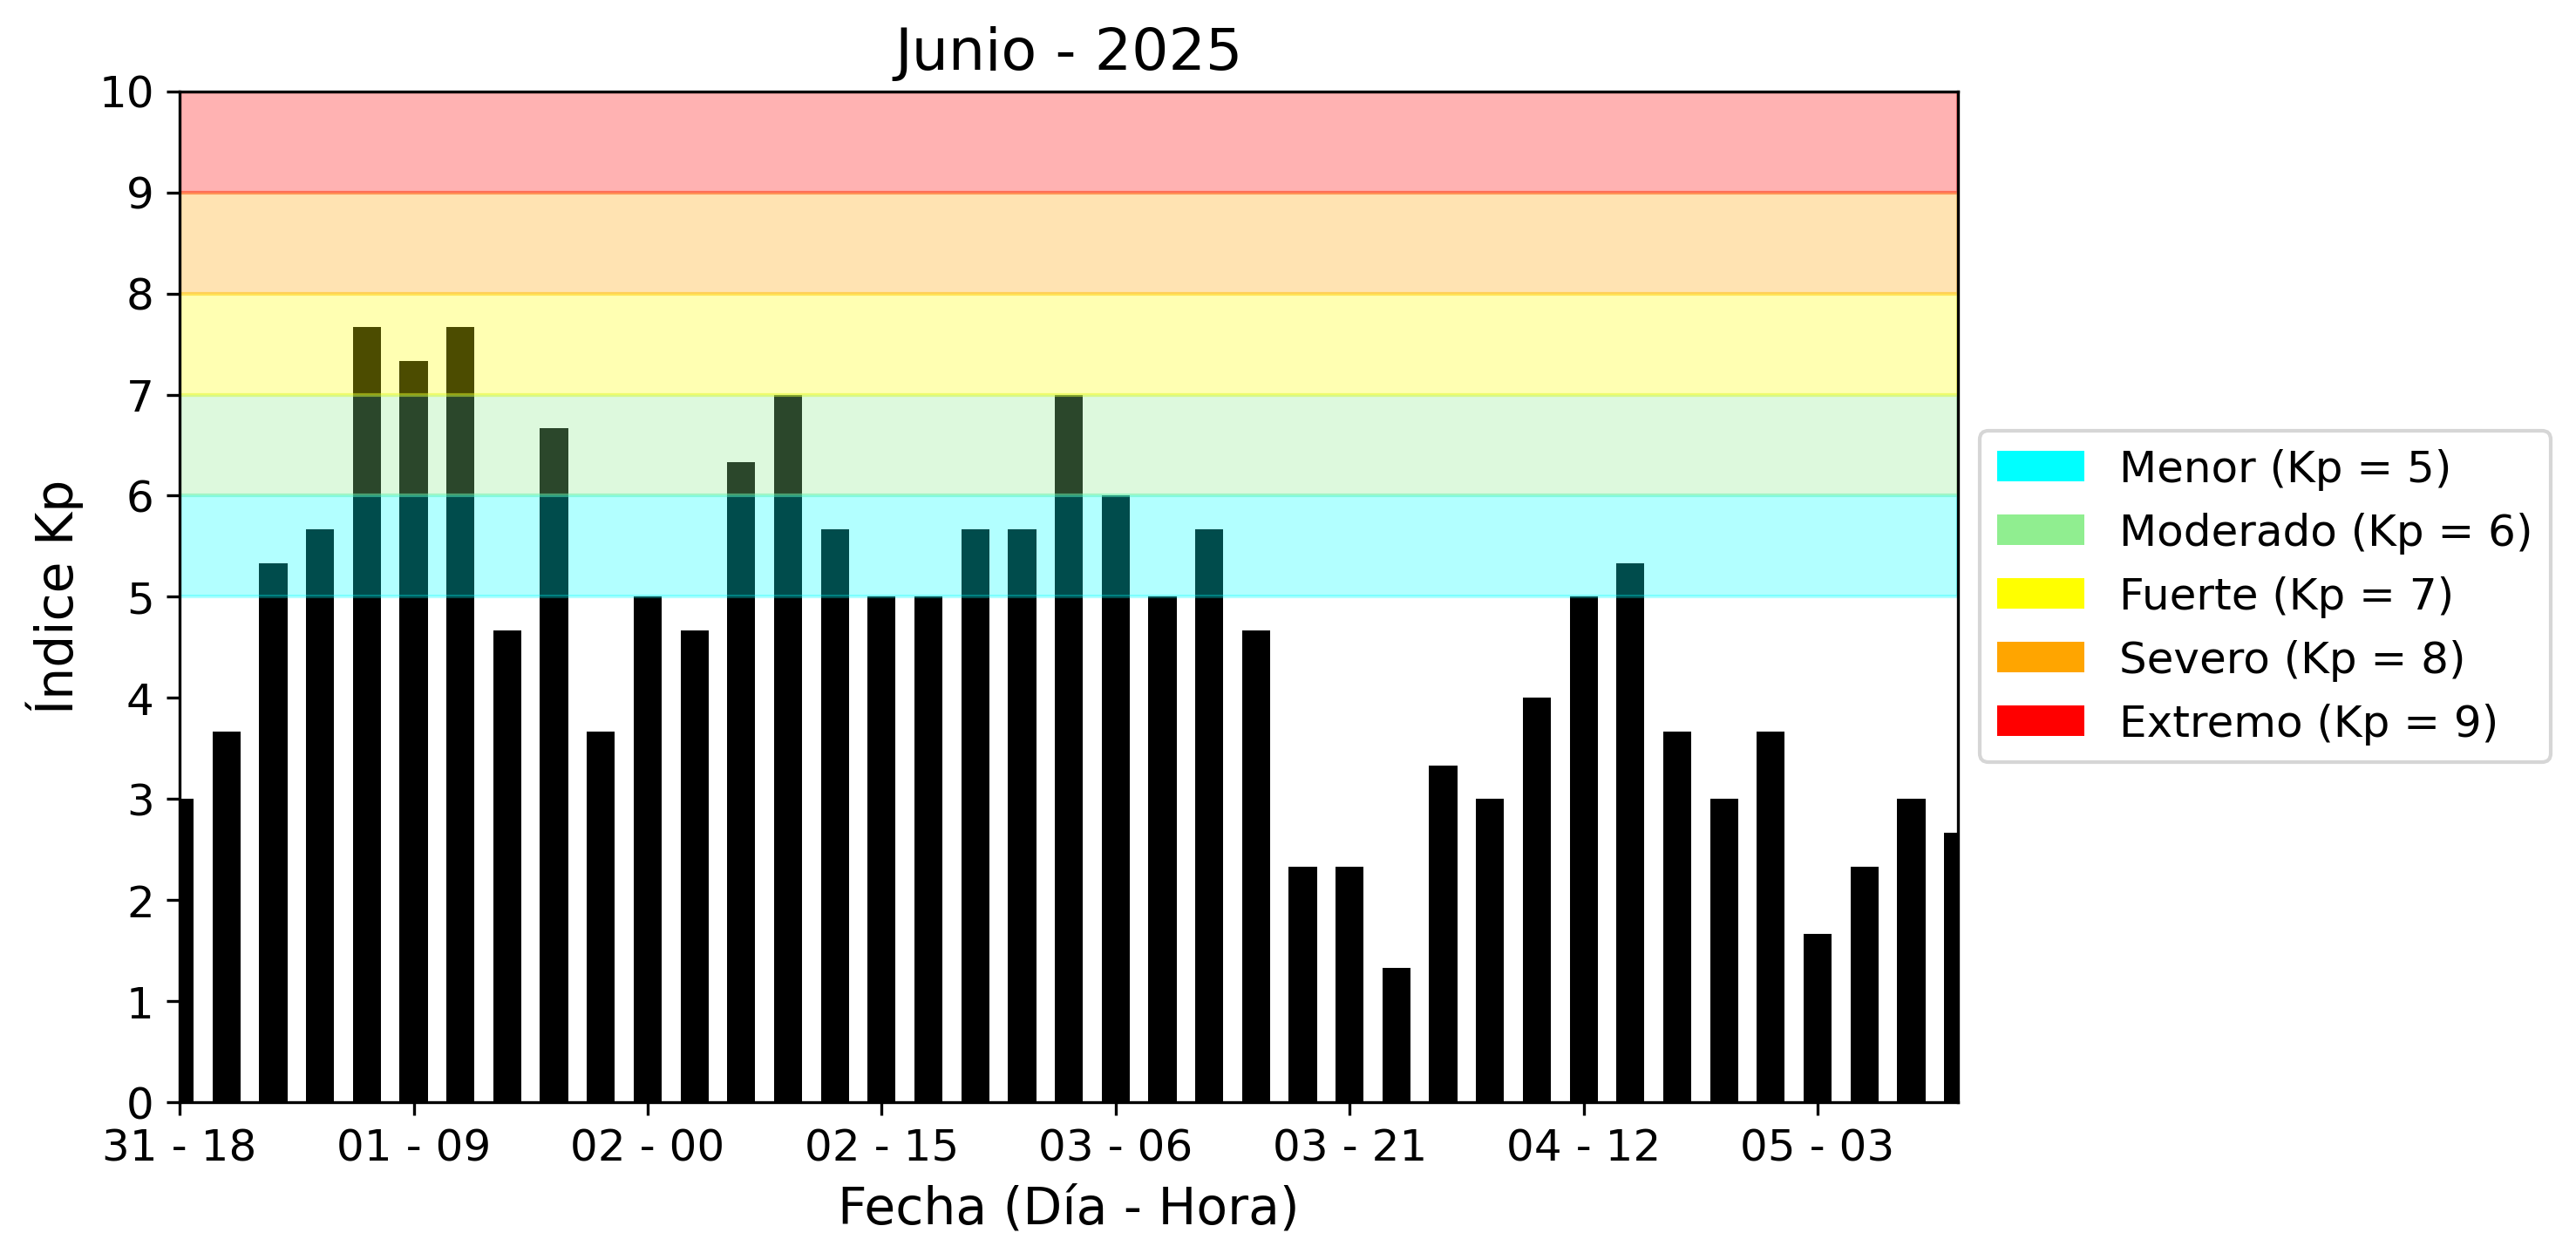 Junio - 2025
10
9
8
7
6
5
4
3
2
1
0
Índice Kp
31 - 18
01 - 09
02 - 00
02 - 15
03 - 06
03 - 21
04 - 12
05 - 03
Fecha (Día - Hora)
Menor (Kp = 5)
Moderado (Kp = 6)
Fuerte (Kp = 7)
Severo (Kp = 8)
Extremo (Kp = 9)